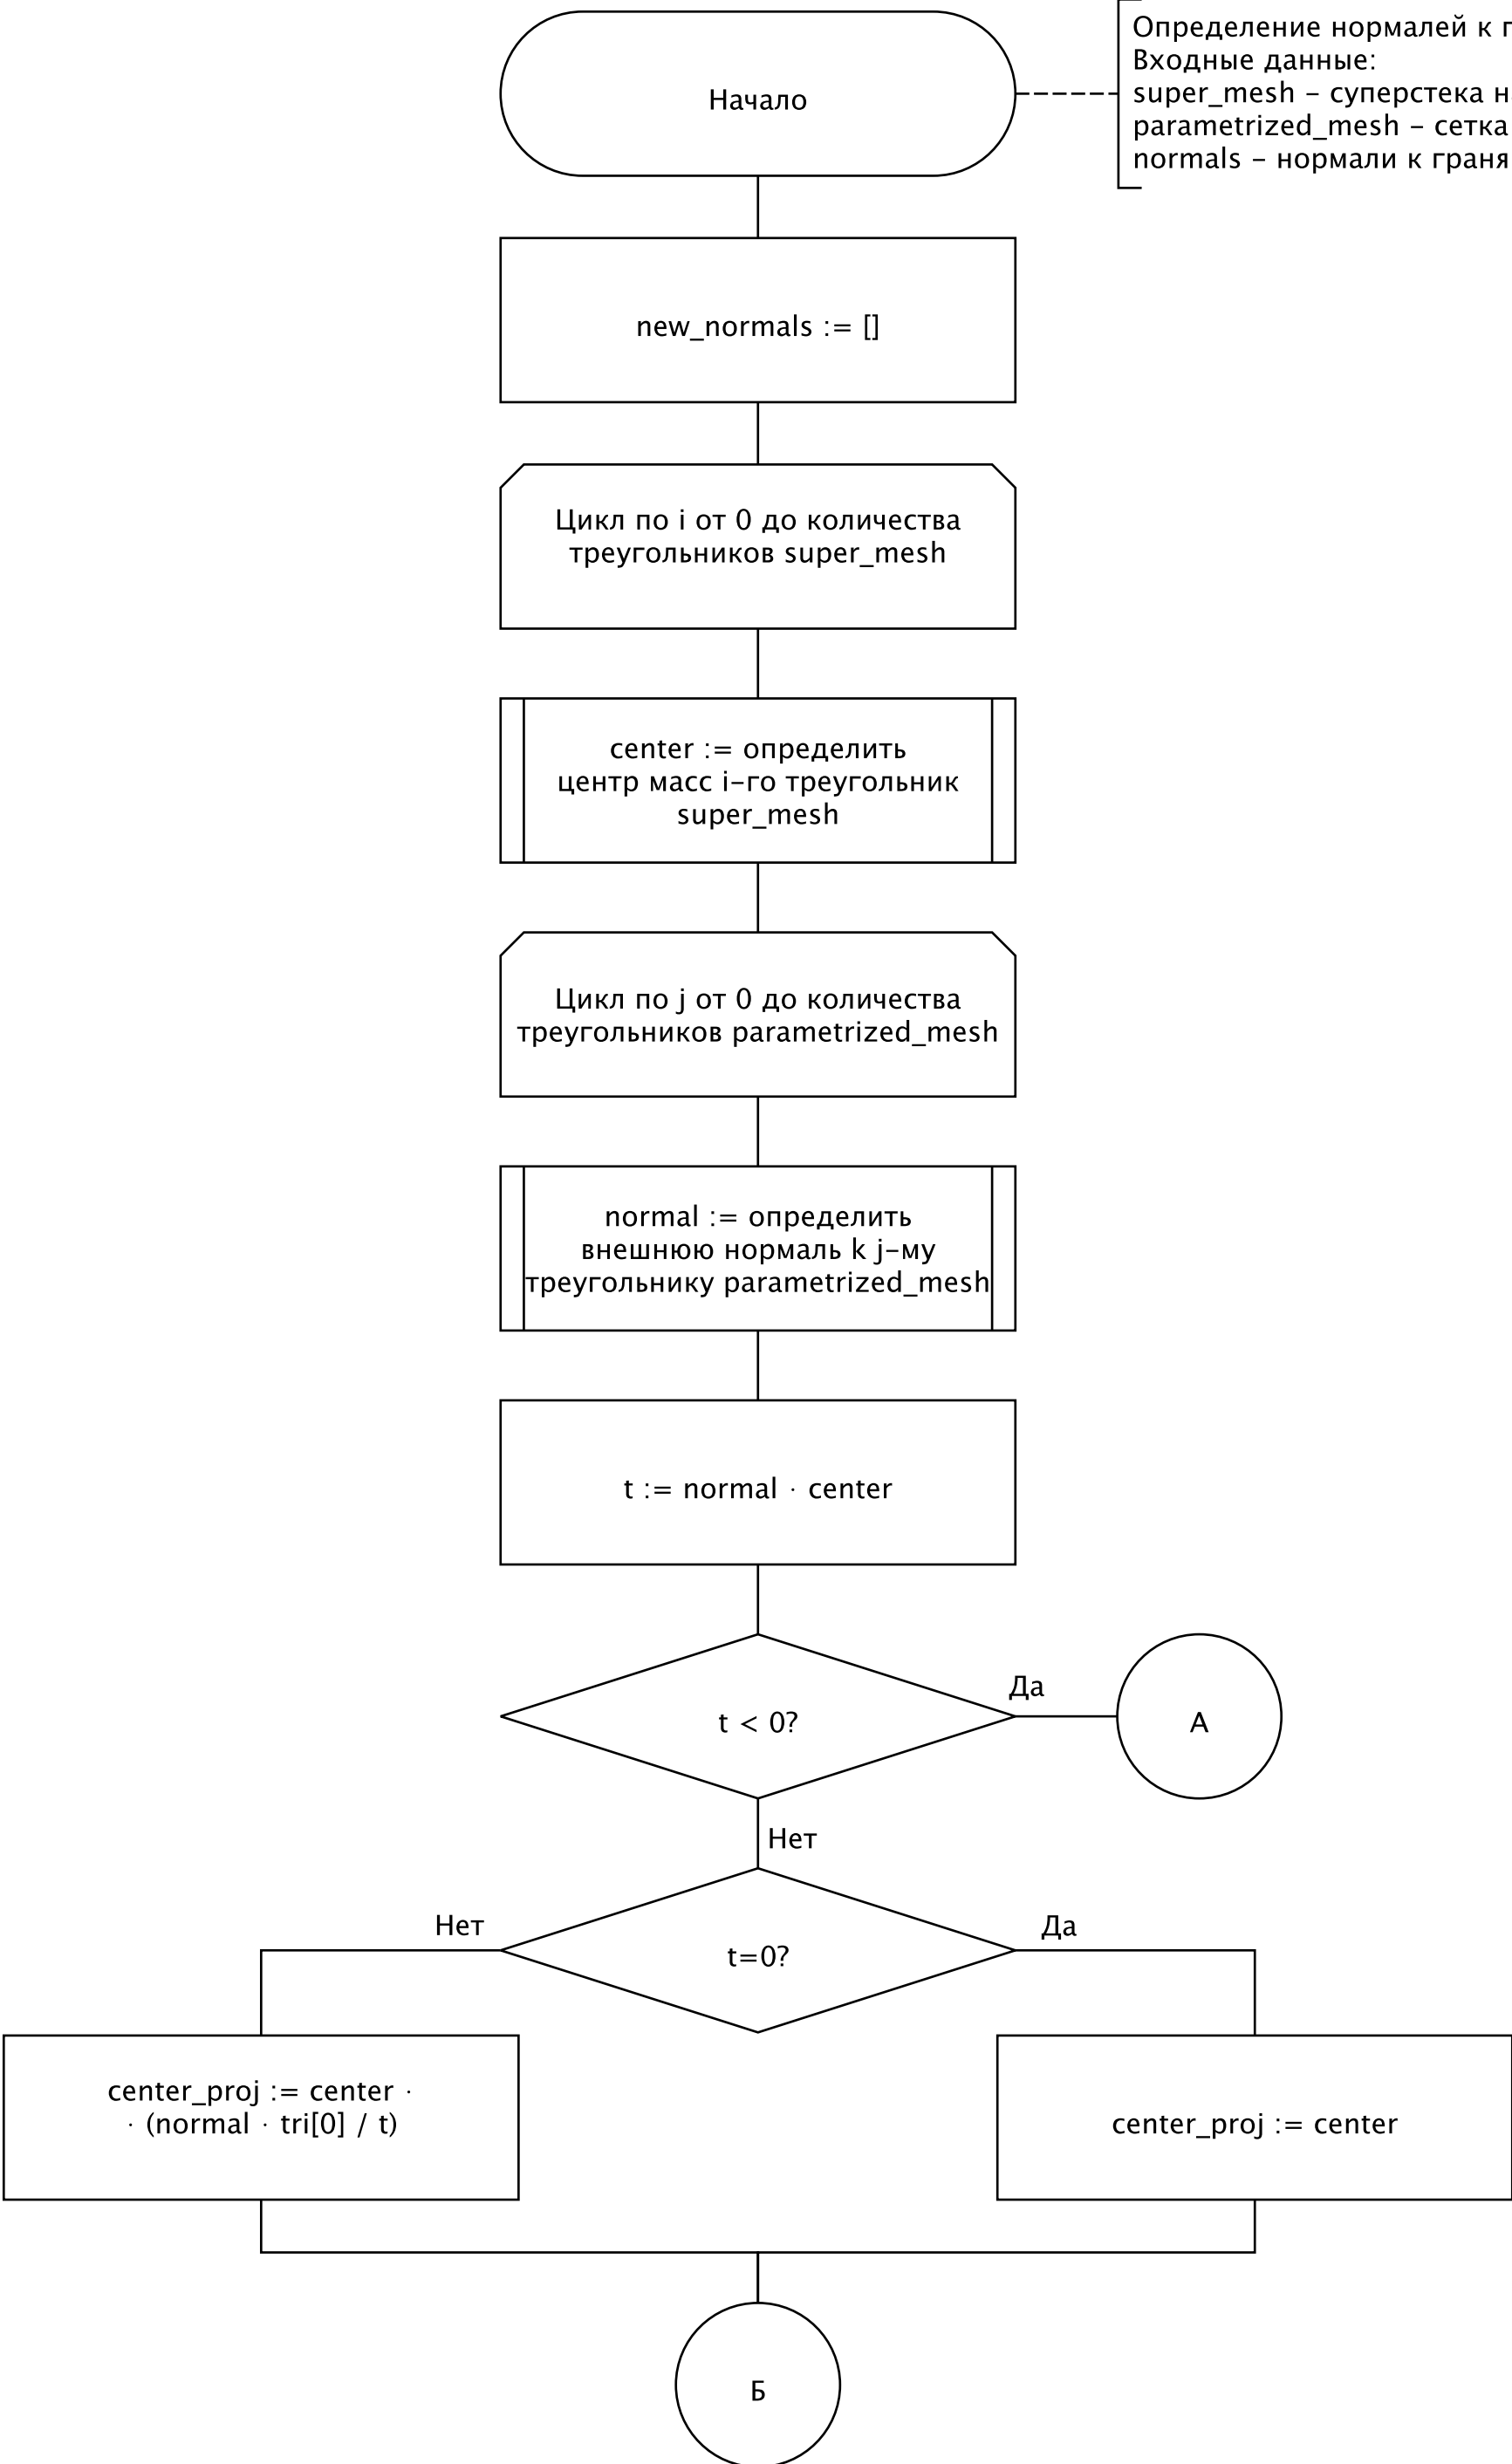 Начало
Определение нормалей к
Входные данные:
super_mesh – суперстека
parametrized_mesh – сетка
normals – нормали к
new_normals := []
Цикл по i от 0 до количества
треугольников super_mesh
center := определить
центр масс i-го треугольник
super_mesh
Цикл по j от 0 до количества
треугольников parametrized_mesh
normal := определить
внешнюю нормаль k j-му
треугольнику parametrized_mesh
t := normal · center
t < 0?
Да
А
Нет
t=0?
Нет
Да
center_proj := center ·
· (normal · tri[0] / t)
center_proj := center
Б